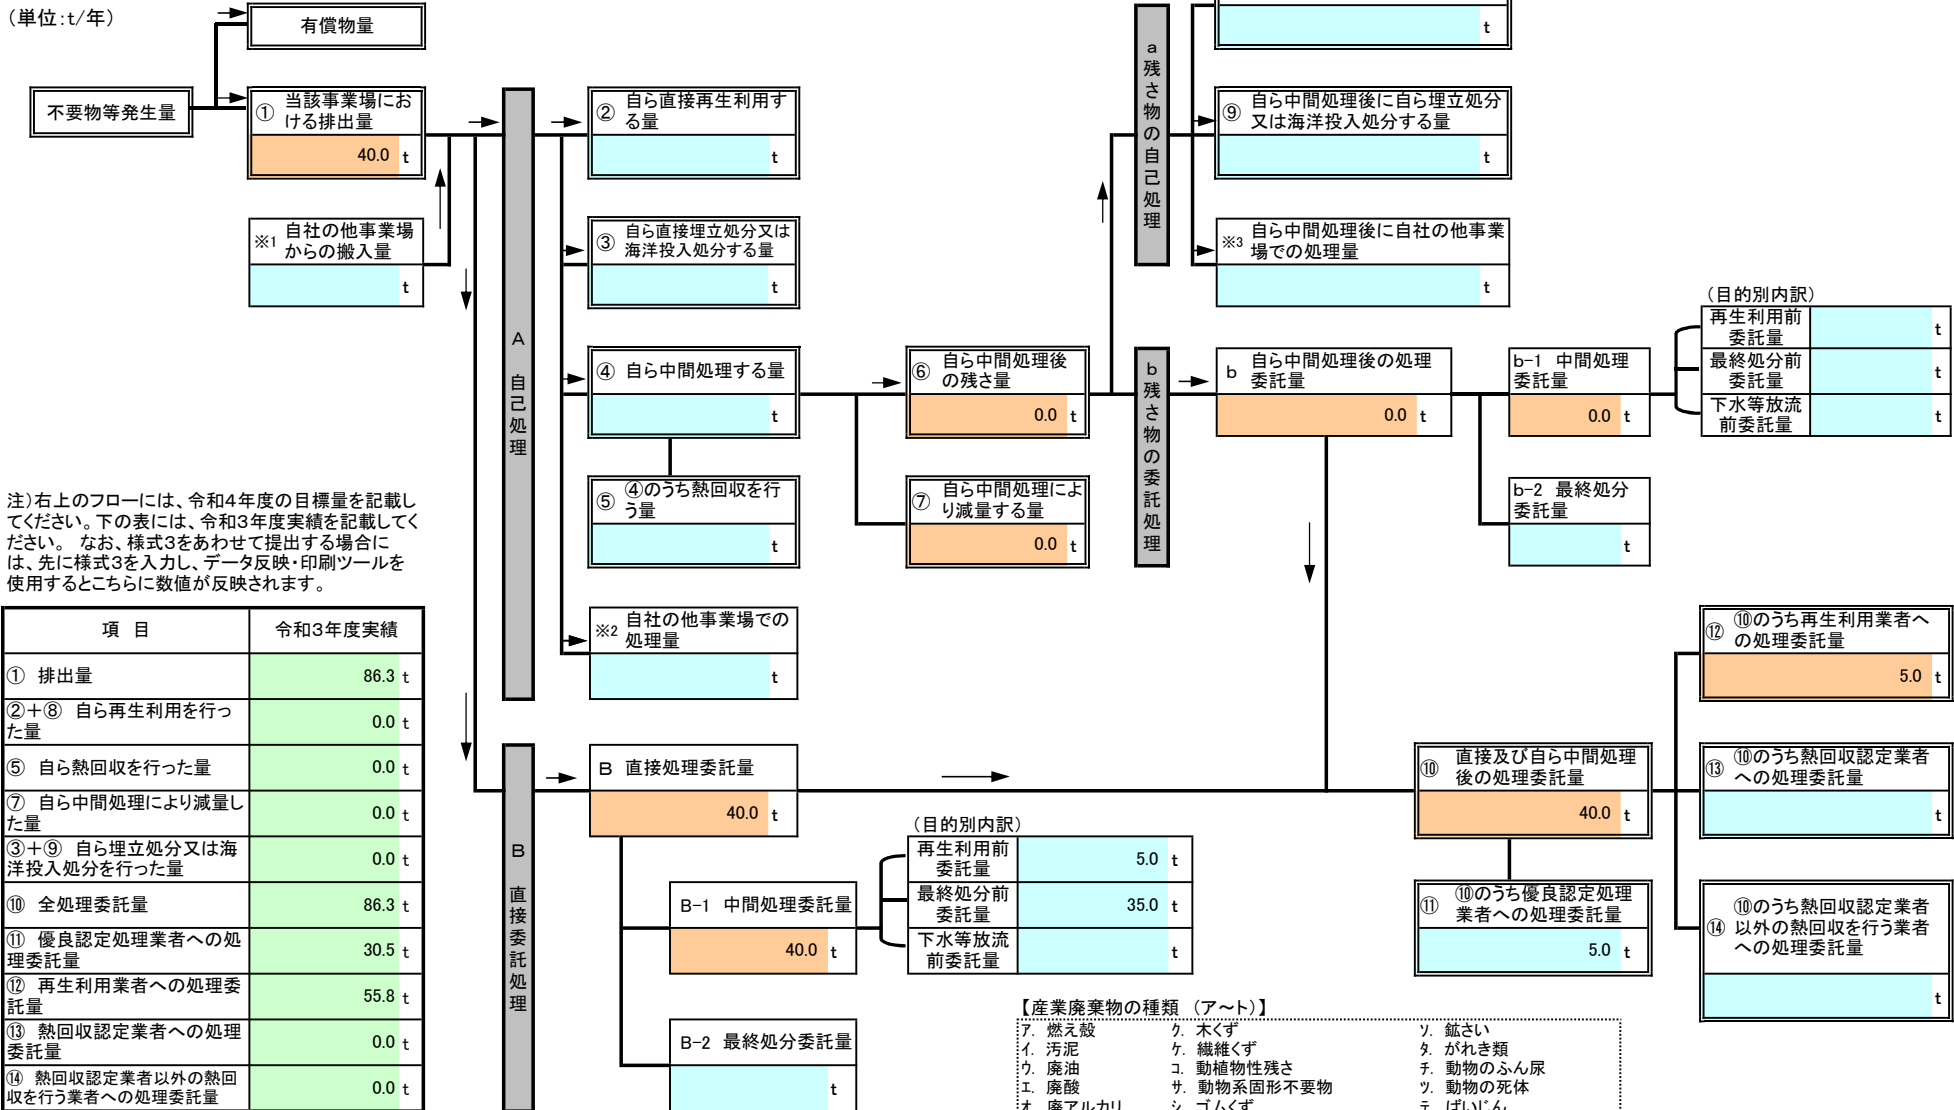 (単位:t/年)
有償物量
t
不要物等発生量
① 当該事業場にお
ける排出量
40.0 t
※1 自社の他事業場
からの搬入量
t
A 自己処理
② 自ら直接再生利用す
る量
t
③ 自ら直接埋立処分又は
海洋投入処分する量
t
④ 自ら中間処理する量
t
⑤ ④のうち熱回収を行
う量
t
※2 自社の他事業場での
処理量
t
⑥ 自ら中間処理後
の残さ量
0.0 t
⑦ 自ら中間処理によ
り減量する量
0.0 t
a 残さ物の自己処理
⑨ 自ら中間処理後に自ら埋立処分
又は海洋投入処分する量
t
※3 自ら中間処理後に自社の他事業
場での処理量
t
b 残さ物の委託処理
b 自ら中間処理後の処理
委託量
0.0 t
b-1 中間処理
委託量
0.0 t
b-2 最終処分
委託量
t
(目的別内訳)
再生利用前
委託量 t
最終処分前
委託量 t
下水等放流
前委託量 t
注)右上のフローには、令和4年度の目標量を記載し
てください。下の表には、令和3年度実績を記載してく
ださい。 なお、様式3をあわせて提出する場合に
は、先に様式3を入力し、データ反映・印刷ツールを
使用するとこちらに数値が反映されます。
項 目 令和3年度実績
① 排出量 86.3 t
②+⑧ 自ら再生利用を行っ
た量 0.0 t
⑤ 自ら熱回収を行った量 0.0 t
⑦ 自ら中間処理により減量し
た量 0.0 t
③+⑨ 自ら埋立処分又は海
洋投入処分を行った量 0.0 t
⑩ 全処理委託量 86.3 t
⑪ 優良認定処理業者への処
理委託量 30.5 t
⑫ 再生利用業者への処理委
託量 55.8 t
⑬ 熱回収認定業者への処理
委託量 0.0 t
⑭ 熱回収認定業者以外の熱回
収を行う業者への処理委託量 0.0 t
B 直接委託処理
B 直接処理委託量
40.0 t
B-1 中間処理委託量
40.0 t
B-2 最終処分委託量
t
(目的別内訳)
再生利用前
委託量 5.0 t
最終処分前
委託量 35.0 t
下水等放流
前委託量 t
⑩ 直接及び自ら中間処理
後の処理委託量
40.0 t
⑪ ⑩のうち優良認定処理
業者への処理委託量
5.0 t
⑫ ⑩のうち再生利用業者へ
の処理委託量
5.0 t
⑬ ⑩のうち熱回収認定業者
への処理委託量
t
⑭ ⑩のうち熱回収認定業者
以外の熱回収を行う業者
への処理委託量
t
【産業廃棄物の種類 (ア~ト)】
ア. 燃え殻 ク. 木くず ソ. 鉱さい
イ. 汚泥 ケ. 繊維くず タ. がれき類
ウ. 廃油 コ. 動植物性残さ チ. 動物のふん尿
エ. 廃酸 サ. 動物系固形不要物 ツ. 動物の死体
オ. 廃アルカリ シ. ゴムくず テ. ばいじん